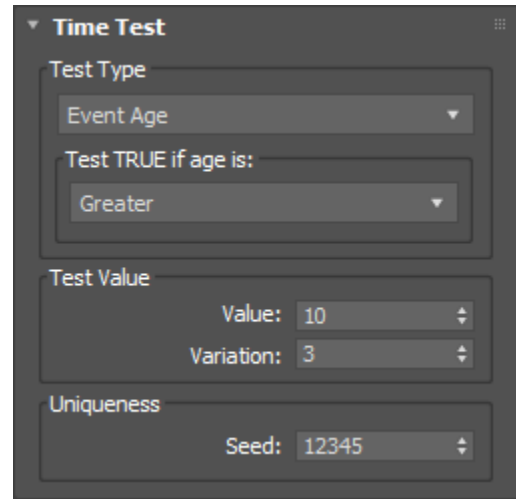 Time Test
Test Type
Event Age
Test TRUE if age is:
Greater
Test Value
Value: 10
Variation: 3
Uniqueness
Seed: 12345